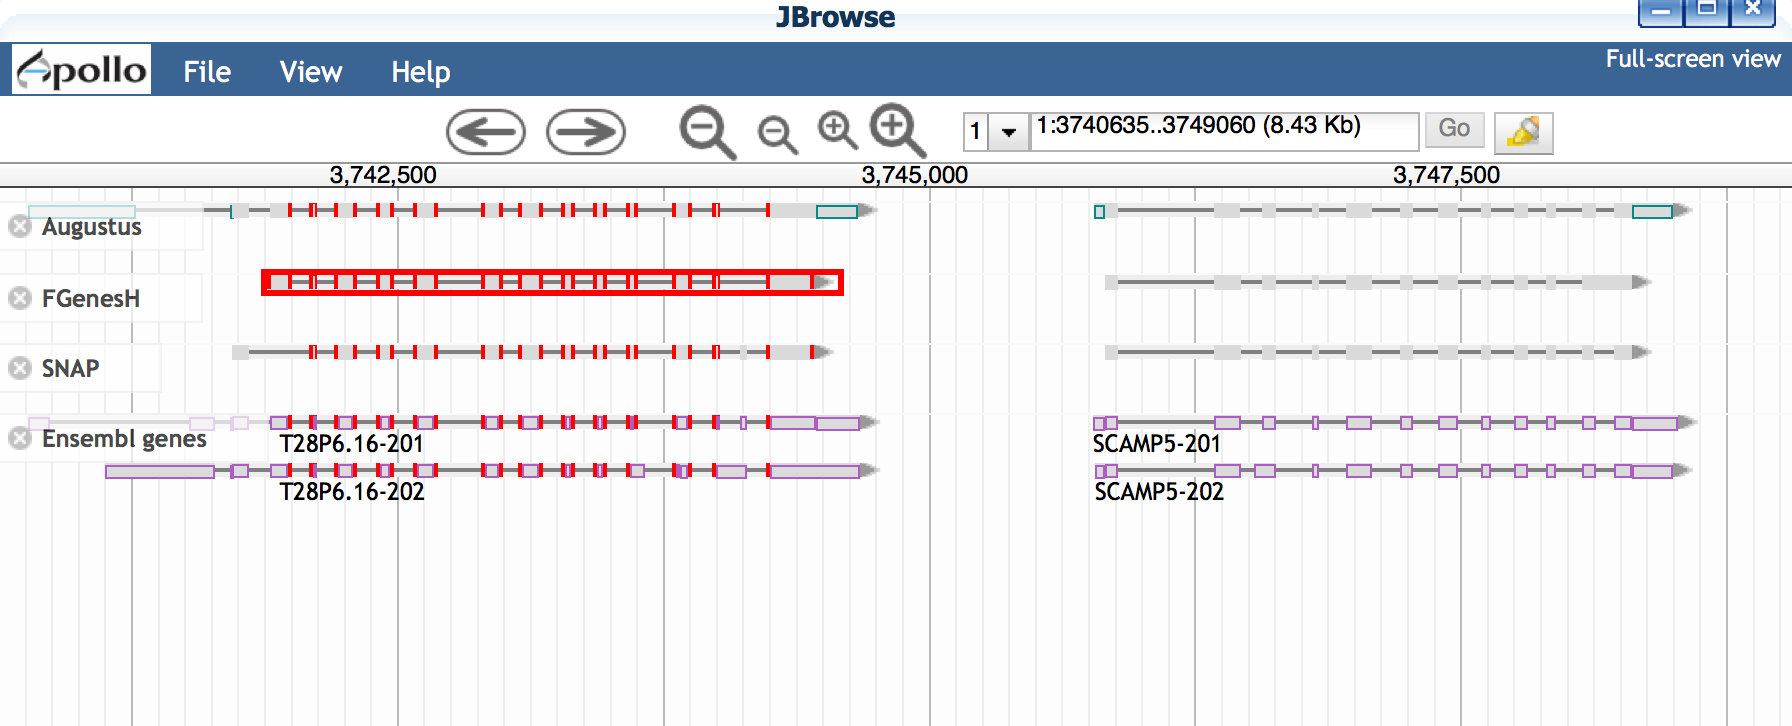 JBrowse
Apollo File View Help Full-screen view
1 1:3740635..3749060 (8.43 Kb) Go
3,742,500 3,745,000 3,747,500
Augustus
FGenesH
SNAP
Ensembl genes
T28P6.16-201 SCAMP5-201
T28P6.16-202 SCAMP5-202